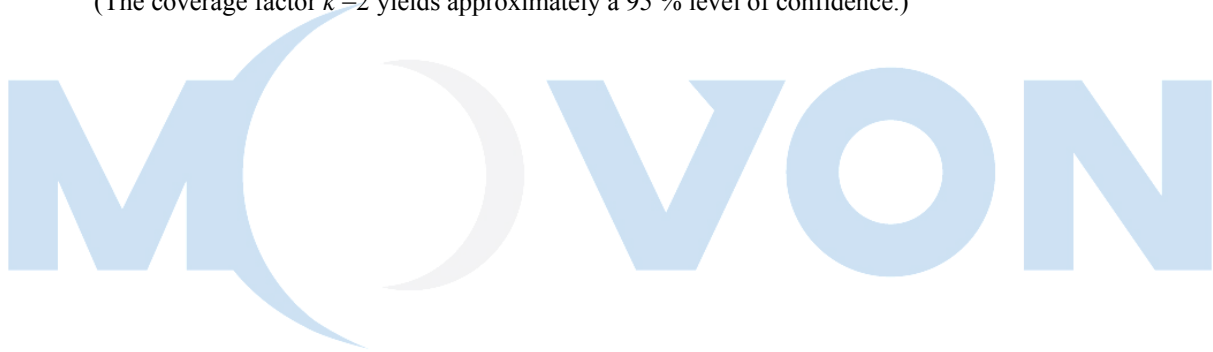 (The coverage factor k =2 yields approximately a 95 % level of confidence.)
MOVON